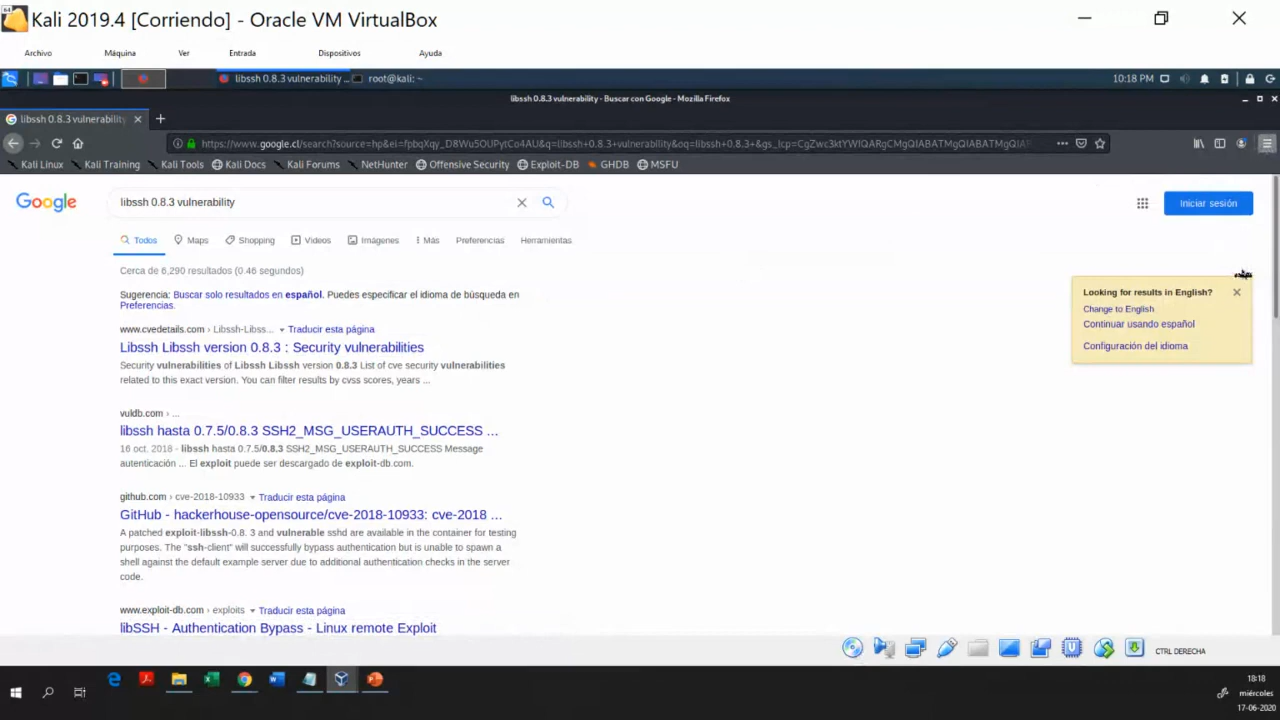 Kali 2019.4 [Corriendo] - Oracle VM VirtualBox
Archivo Máquina Ver Entrada Dispositivos Ayuda
libssh 0.8.3 vulnerability ... root@kali: ~ 10:18 PM
libssh 0.8.3 vulnerability - Buscar con Google - Mozilla Firefox
libssh 0.8.3 vulnerability
Kali Linux Kali Training Kali Tools Kali Docs Kali Forums NetHunter Offensive Security Exploit-DB GHDB MSFU
Google libssh 0.8.3 vulnerability Iniciar sesión
Todos Maps Shopping Videos Imágenes Más Preferencias Herramientas
Cerca de 6,290 resultados (0.46 segundos)
Sugerencia: Buscar solo resultados en español. Puedes especificar el idioma de búsqueda en
Preferencias.
Looking for results in English?
Change to English
Continuar usando español
Configuración del idioma
www.cvedetails.com › Libssh-Libss... Traducir esta página
Libssh Libssh version 0.8.3 : Security vulnerabilities
Security vulnerabilities of Libssh Libssh version 0.8.3 List of cve security vulnerabilities
related to this exact version. You can filter results by cvss scores, years ...
vuldb.com › ...
libssh hasta 0.7.5/0.8.3 SSH2_MSG_USERAUTH_SUCCESS ...
16 oct. 2018 - libssh hasta 0.7.5/0.8.3 SSH2_MSG_USERAUTH_SUCCESS Message
autenticación ... El exploit puede ser descargado de exploit-db.com.
github.com › cve-2018-10933 Traducir esta página
GitHub - hackerhouse-opensource/cve-2018-10933: cve-2018 ...
A patched exploit-libssh-0.8. 3 and vulnerable sshd are available in the container for testing
purposes. The "ssh-client" will successfully bypass authentication but is unable to spawn a
shell against the default example server due to additional authentication checks in the server
code.
www.exploit-db.com › exploits Traducir esta página
libSSH - Authentication Bypass - Linux remote Exploit
CTRL DERECHA
18:18
miércoles
17-06-2020